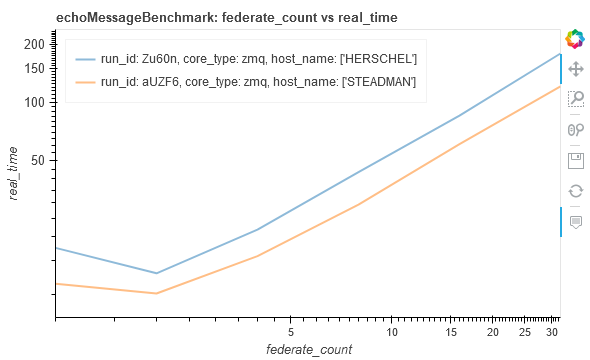 echoMessageBenchmark: federate_count vs real_time
run_id: Zu60n, core_type: zmq, host_name: ['HERSCHEL']
run_id: aUZF6, core_type: zmq, host_name: ['STEADMAN']
200
150
100
50
real_time
5 10 15 20 25 30
federate_count